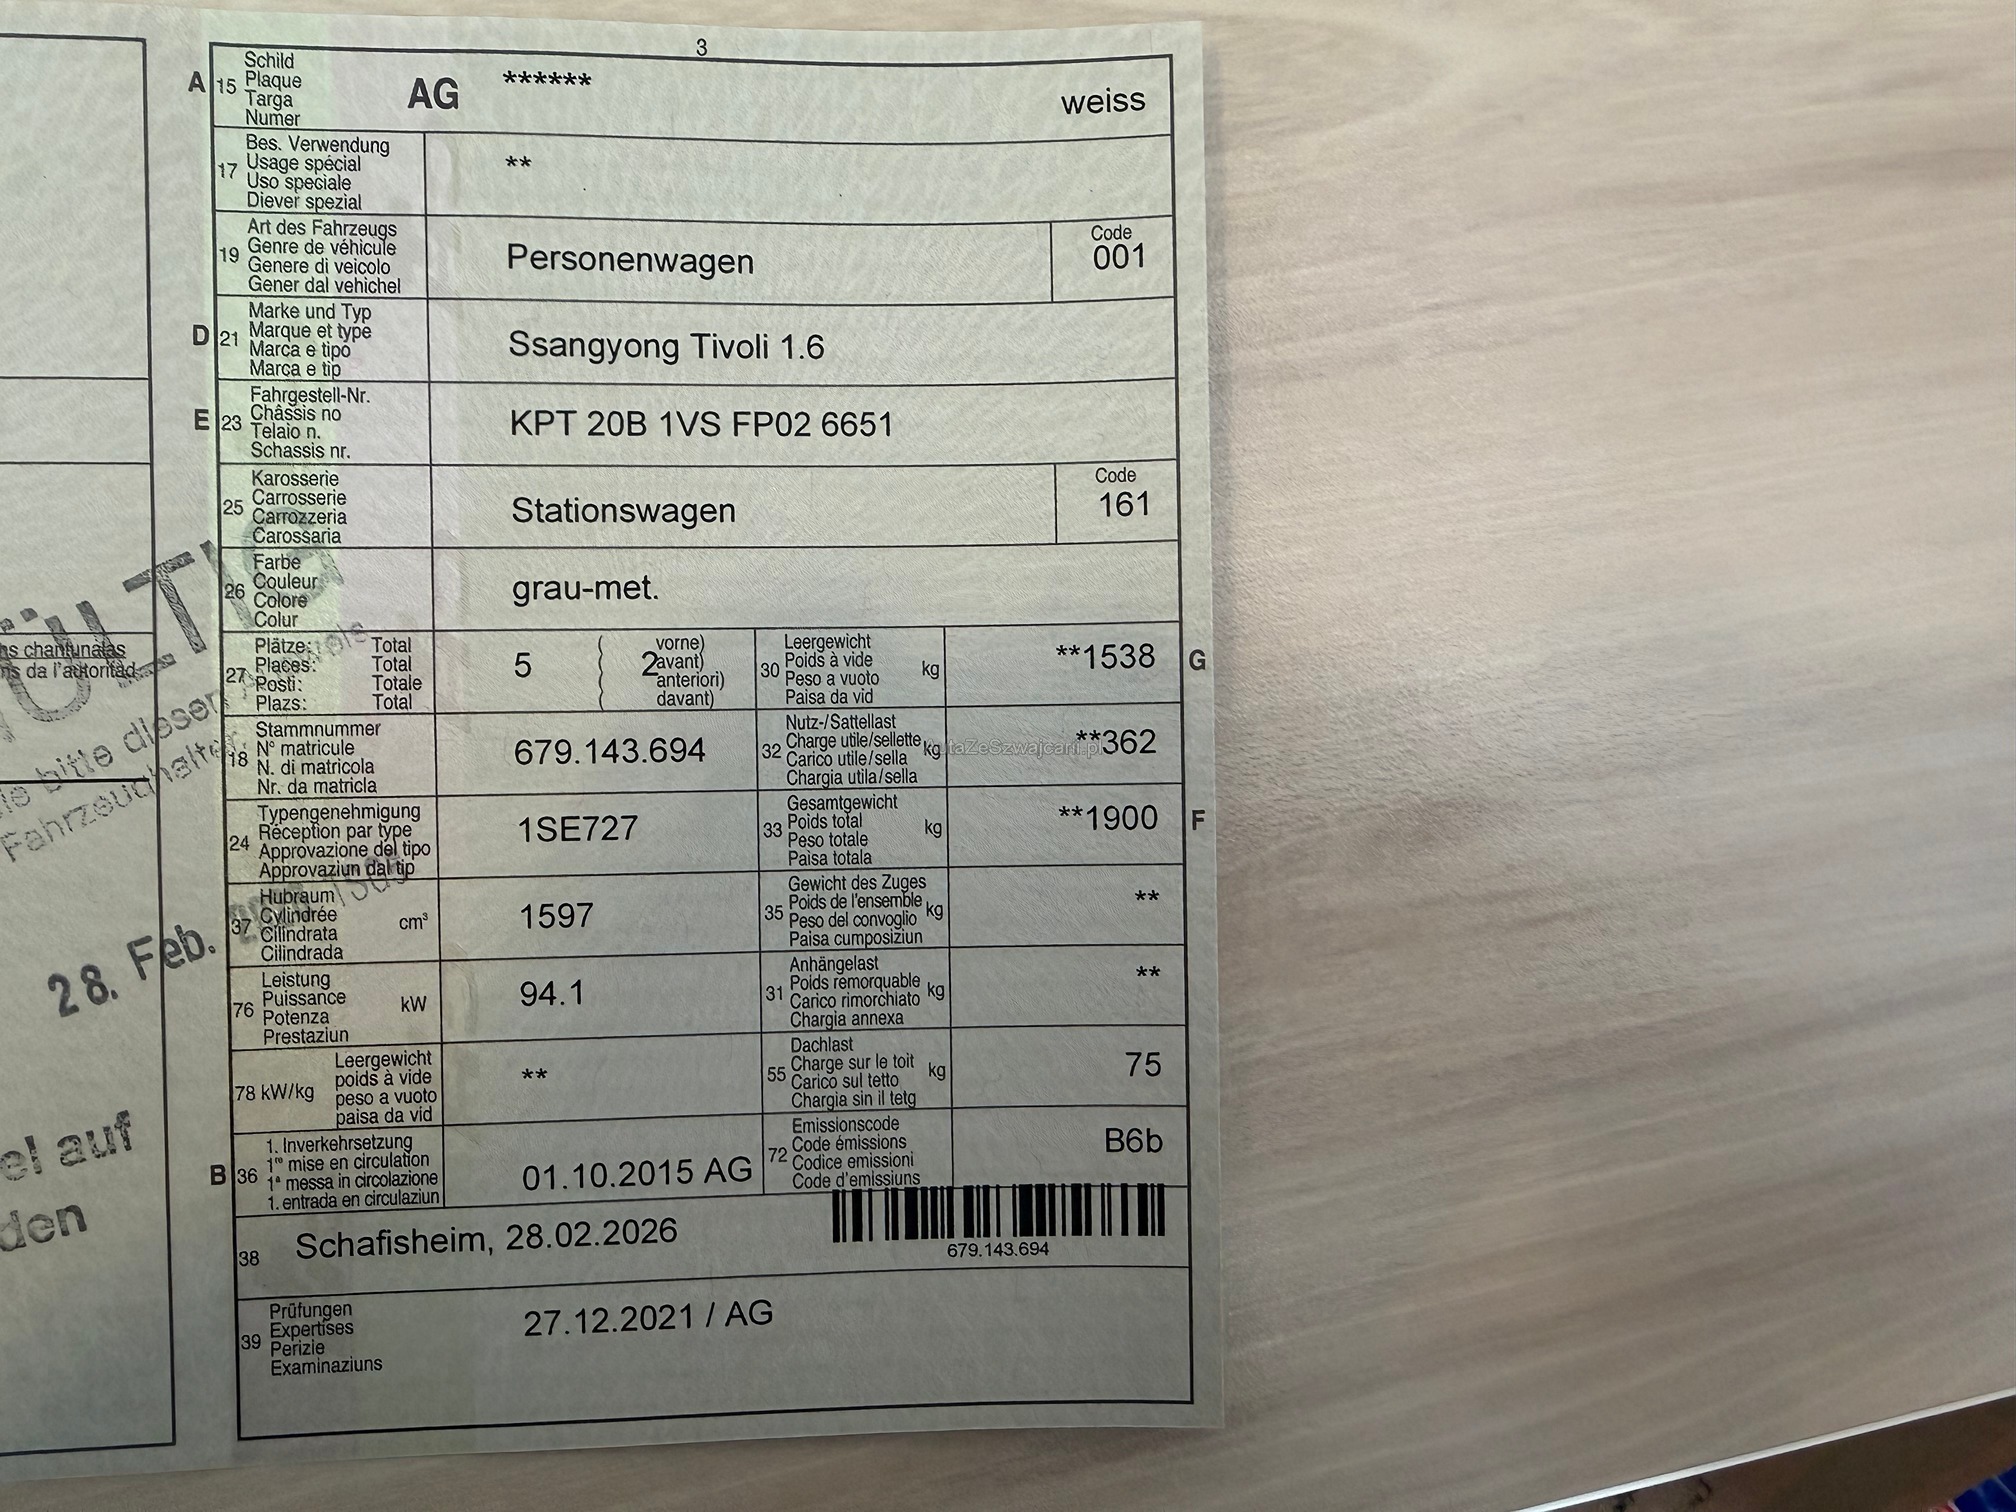 3
A 15 Schild
Plaque
Targa
Numer
AG ****** weiss
17 Bes. Verwendung
Usage spécial
Uso speciale
Diever spezial
**
19 Art des Fahrzeugs
Genre de véhicule
Genere di veicolo
Gener dal vehichel
Personenwagen
Code
001
D 21 Marke und Typ
Marque et type
Marca e tipo
Marca e tip
Ssangyong Tivoli 1.6
E 23 Fahrgestell-Nr.
Châssis no
Telaio n.
Schassis nr.
KPT 20B 1VS FP02 6651
25 Karosserie
Carrosserie
Carrozzeria
Carossaria
Stationswagen
Code
161
26 Farbe
Couleur
Colore
Colur
grau-met.
27 Plätze: Total
Places: Total
Posti: Totale
Plazs: Total
5 ( 2 vorne)
avant)
anteriori)
davant)
30 Leergewicht
Poids à vide
Peso a vuoto
Paisa da vid
kg
**1538 G
18 Stammnummer
N° matricule
N. di matricola
Nr. da matricla
679.143.694
32 Nutz-/Sattellast
Charge utile/sellette
Carico utile/sella
Chargia utila/sella
kg
**362
24 Typengenehmigung
Réception par type
Approvazione del tipo
Approvaziun dal tip
1SE727
33 Gesamtgewicht
Poids total
Peso totale
Paisa totala
kg
**1900 F
37 Hubraum
Cylindrée
Cilindrata
Cilindrada
cm³
1597
35 Gewicht des Zuges
Poids de l'ensemble
Peso del convoglio
Paisa cumposiziun
kg
**
76 Leistung
Puissance
Potenza
Prestaziun
kW
94.1
31 Anhängelast
Poids remorquable
Carico rimorchiato
Chargia annexa
kg
**
78 kW/kg Leergewicht
poids à vide
peso a vuoto
paisa da vid
**
55 Dachlast
Charge sur le toit
Carico sul tetto
Chargia sin il tetg
kg
75
B 36 1. Inverkehrsetzung
1re mise en circulation
1a messa in circolazione
1. entrada en circulaziun
01.10.2015 AG
72 Emissionscode
Code émissions
Codice emissioni
Code d'emissiuns
B6b
38 Schafisheim, 28.02.2026
679.143.694
39 Prüfungen
Expertises
Perizie
Examinaziuns
27.12.2021 / AG
chantunalas
da l'autoritad
ÜLTIG
bitte diesen
Fahrzeughalter
28. Feb.
auf